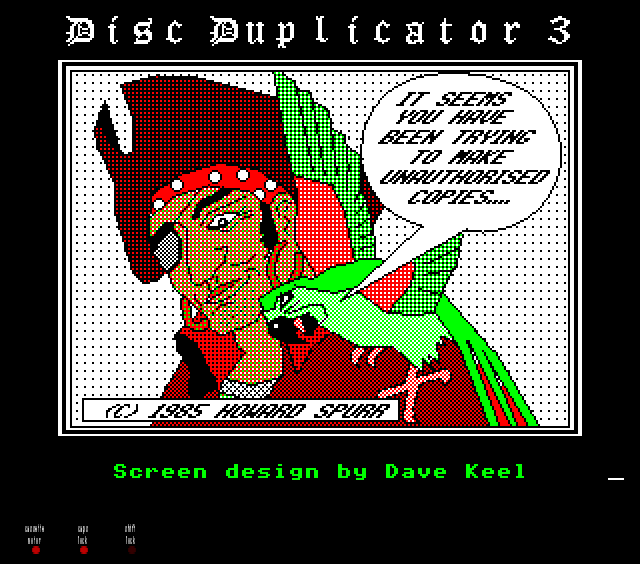 Disc Duplicator 3
IT SEEMS
YOU HAVE
BEEN TRYING
TO MAKE
UNAUTHORISED
COPIES....
(C) 1985 HOWARD SPURR
Screen design by Dave Keel
cassette caps shift
motor lock lock